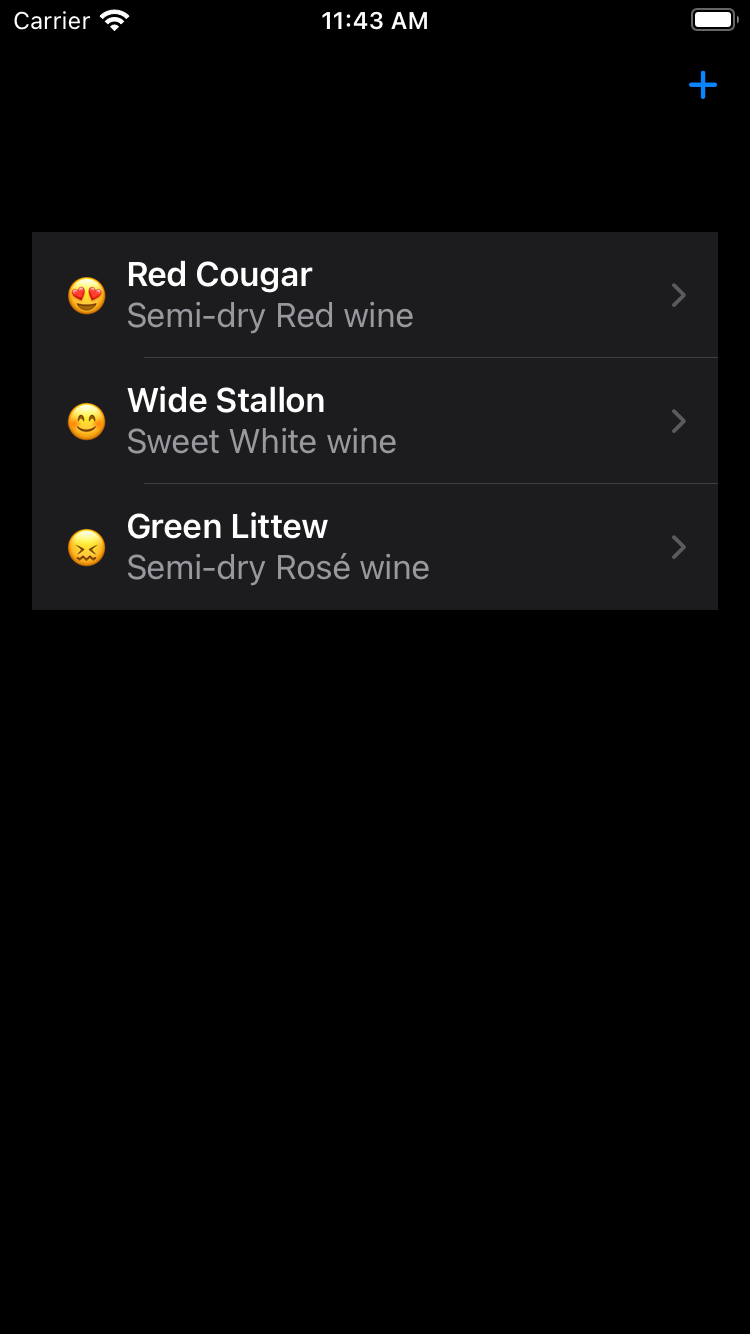 Carrier 11:43 AM
Red Cougar
Semi-dry Red wine
Wide Stallon
Sweet White wine
Green Littew
Semi-dry Rosé wine